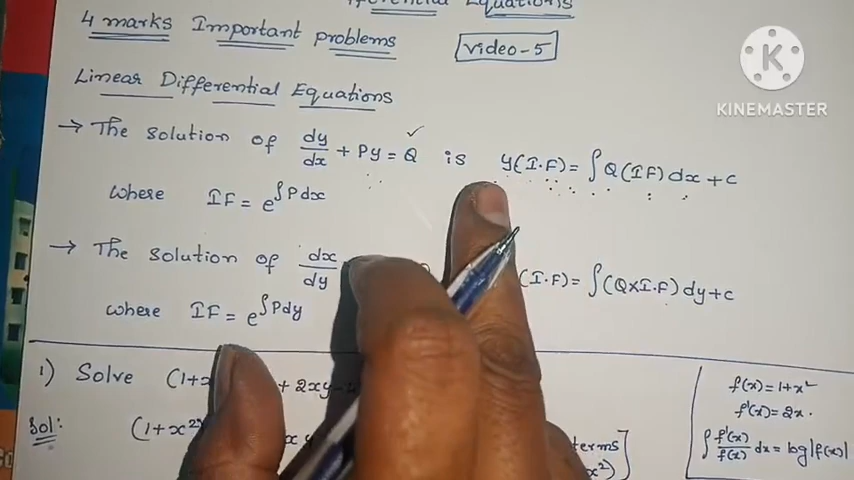 Equations
4 marks Important problems
video-5
K
KINEMASTER
Linear Differential Equations
→ The solution of dy/dx + Py = Q ✓ is y(I.F) = ∫Q(IF)dx + c
where IF = e^∫Pdx
→ The solution of dx/dy (I.F) = ∫(Q×I.F)dy + c
where IF = e^∫Pdy
1) Solve (1+ + 2xy
f(x) = 1+x²
f'(x) = 2x.
∫ f'(x)/f(x) dx = log|f(x)|
Sol: (1+x²
terms]
x²)